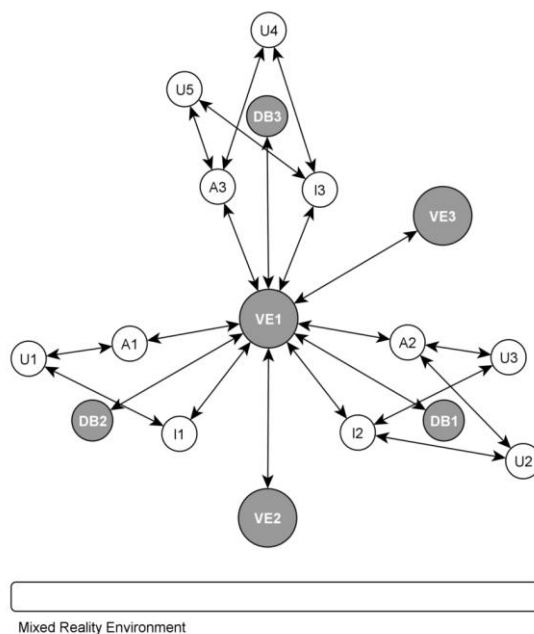 U4
U5
DB3
A3
I3
VE3
VE1
A1
A2
U1
U3
DB2
I1
I2
DB1
U2
VE2
Mixed Reality Environment